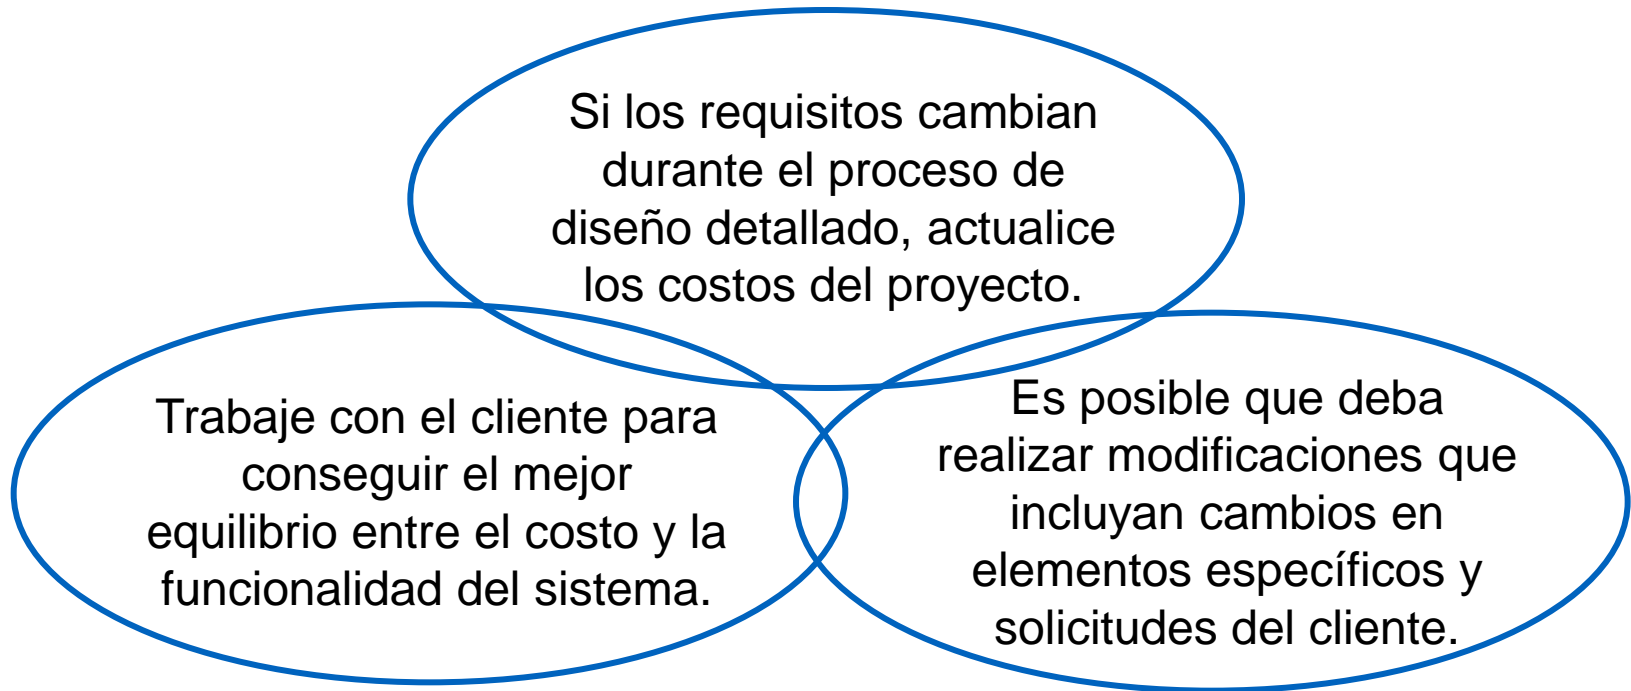 Si los requisitos cambian
durante el proceso de
diseño detallado, actualice
los costos del proyecto.
Trabaje con el cliente para
conseguir el mejor
equilibrio entre el costo y la
funcionalidad del sistema.
Es posible que deba
realizar modificaciones que
incluyan cambios en
elementos específicos y
solicitudes del cliente.